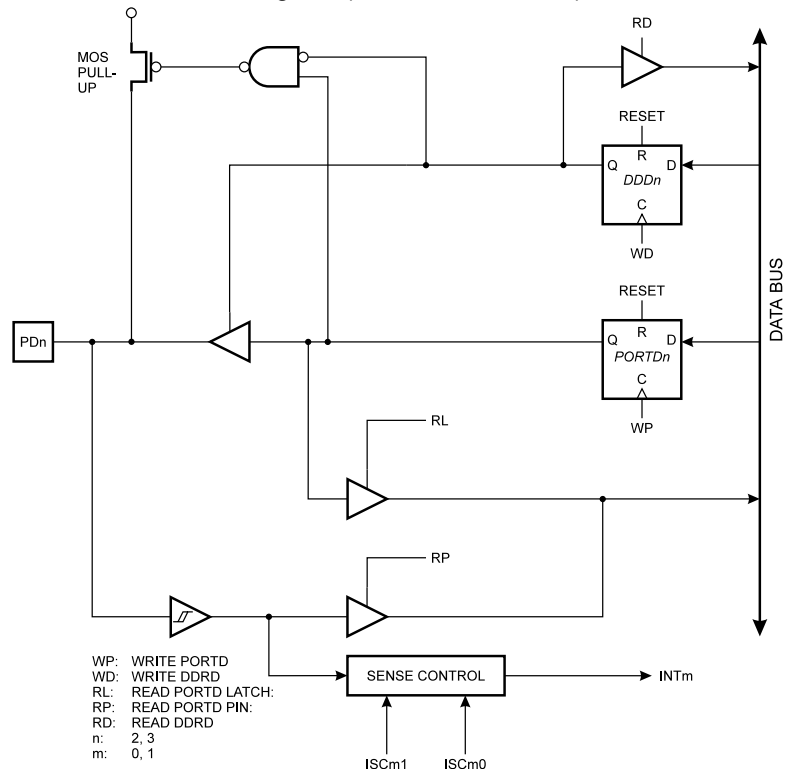 RD
MOS
PULL-
UP
RESET
R
Q
D
DDDn
C
WD
RESET
R
PDn
Q
D
PORTDn
C
WP
DATA BUS
RL
RP
WP: WRITE PORTD
WD: WRITE DDRD
RL: READ PORTD LATCH:
RP: READ PORTD PIN:
RD: READ DDRD
n: 2, 3
m: 0, 1
SENSE CONTROL
INTm
ISCm1
ISCm0